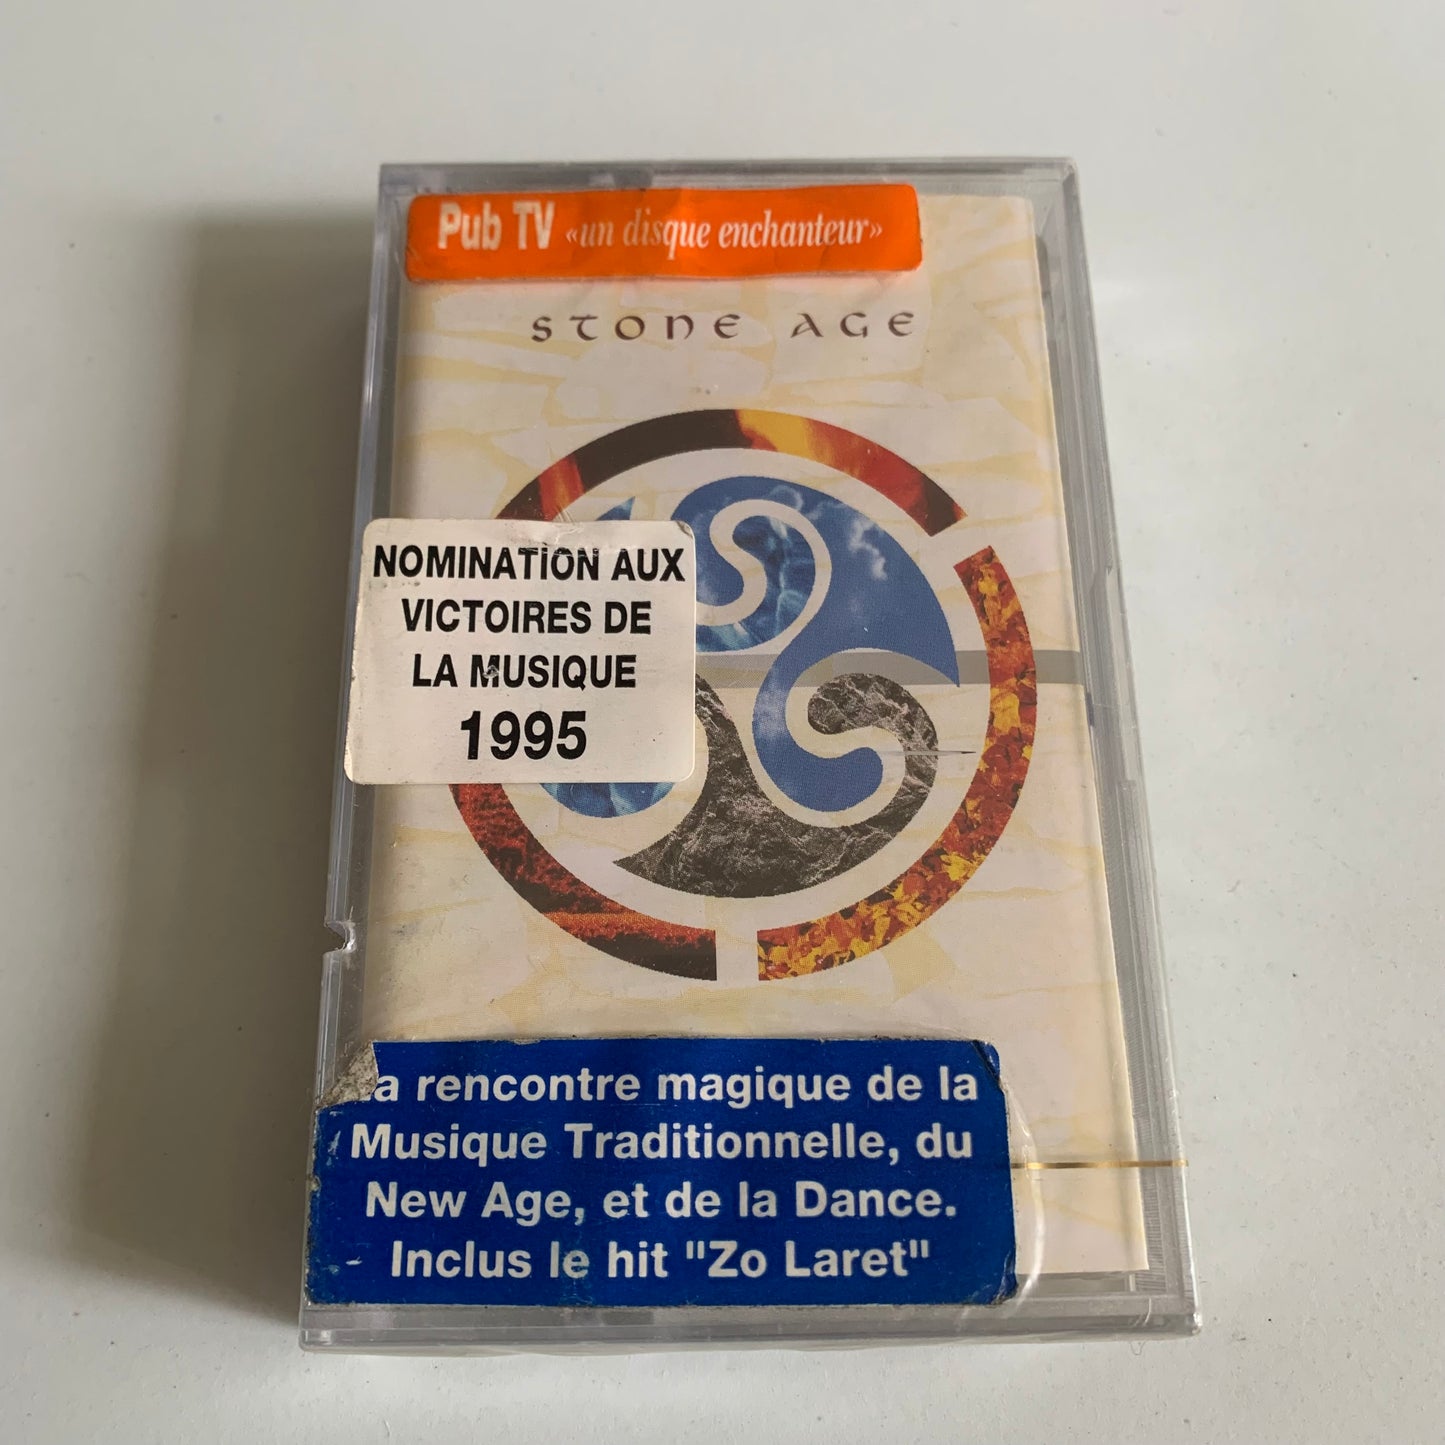 Pub TV «un disque enchanteur»
STONE AGE
NOMINATION AUX
VICTOIRES DE
LA MUSIQUE
1995
a rencontre magique de la
Musique Traditionnelle, du
New Age, et de la Dance.
Inclus le hit "Zo Laret"